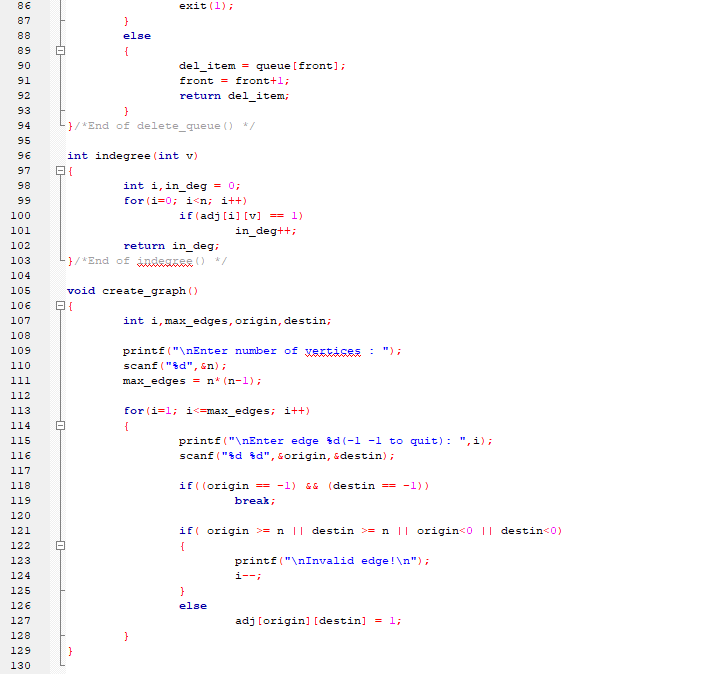 86 exit(1);
87 }
88 else
89 {
90 del_item = queue[front];
91 front = front+1;
92 return del_item;
93 }
94 }/*End of delete_queue() */
95
96 int indegree(int v)
97 {
98 int i,in_deg = 0;
99 for(i=0; i<n; i++)
100 if(adj[i][v] == 1)
101 in_deg++;
102 return in_deg;
103 }/*End of indegree() */
104
105 void create_graph()
106 {
107 int i,max_edges,origin,destin;
108
109 printf("\nEnter number of vertices : ");
110 scanf("%d",&n);
111 max_edges = n*(n-1);
112
113 for(i=1; i<=max_edges; i++)
114 {
115 printf("\nEnter edge %d(-1 -1 to quit): ",i);
116 scanf("%d %d",&origin,&destin);
117
118 if((origin == -1) && (destin == -1))
119 break;
120
121 if( origin >= n || destin >= n || origin<0 || destin<0)
122 {
123 printf("\nInvalid edge!\n");
124 i--;
125 }
126 else
127 adj[origin][destin] = 1;
128 }
129 }
130